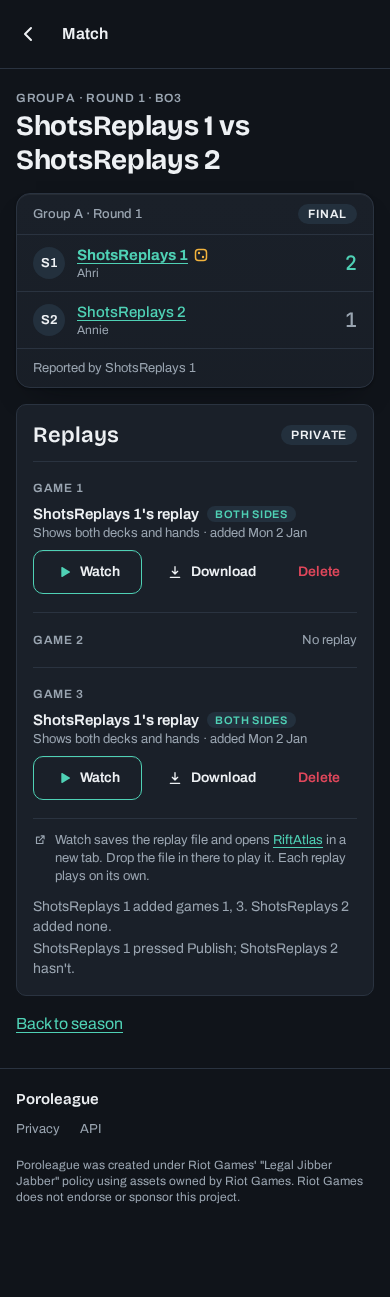 Match
GROUP A · ROUND 1 · BO3
ShotsReplays 1 vs
ShotsReplays 2
Group A · Round 1
FINAL
S1
ShotsReplays 1
Ahri
2
S2
ShotsReplays 2
Annie
1
Reported by ShotsReplays 1
Replays
PRIVATE
GAME 1
ShotsReplays 1's replay BOTH SIDES
Shows both decks and hands · added Mon 2 Jan
Watch Download Delete
GAME 2 No replay
GAME 3
ShotsReplays 1's replay BOTH SIDES
Shows both decks and hands · added Mon 2 Jan
Watch Download Delete
Watch saves the replay file and opens RiftAtlas in a
new tab. Drop the file in there to play it. Each replay
plays on its own.
ShotsReplays 1 added games 1, 3. ShotsReplays 2
added none.
ShotsReplays 1 pressed Publish; ShotsReplays 2
hasn't.
Back to season
Poroleague
Privacy API
Poroleague was created under Riot Games' "Legal Jibber
Jabber" policy using assets owned by Riot Games. Riot Games
does not endorse or sponsor this project.